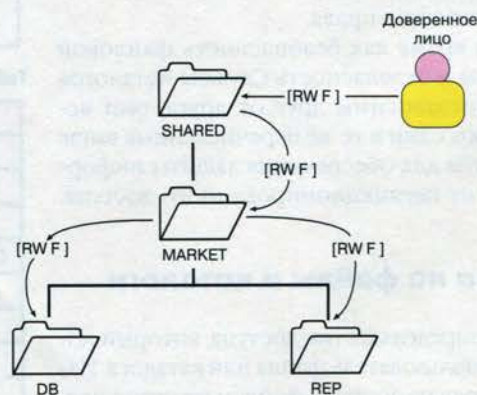 Доверенное
лицо
[RW F ]
SHARED
[RW F ]
MARKET
[RW F ]
[RW F ]
DB
REP